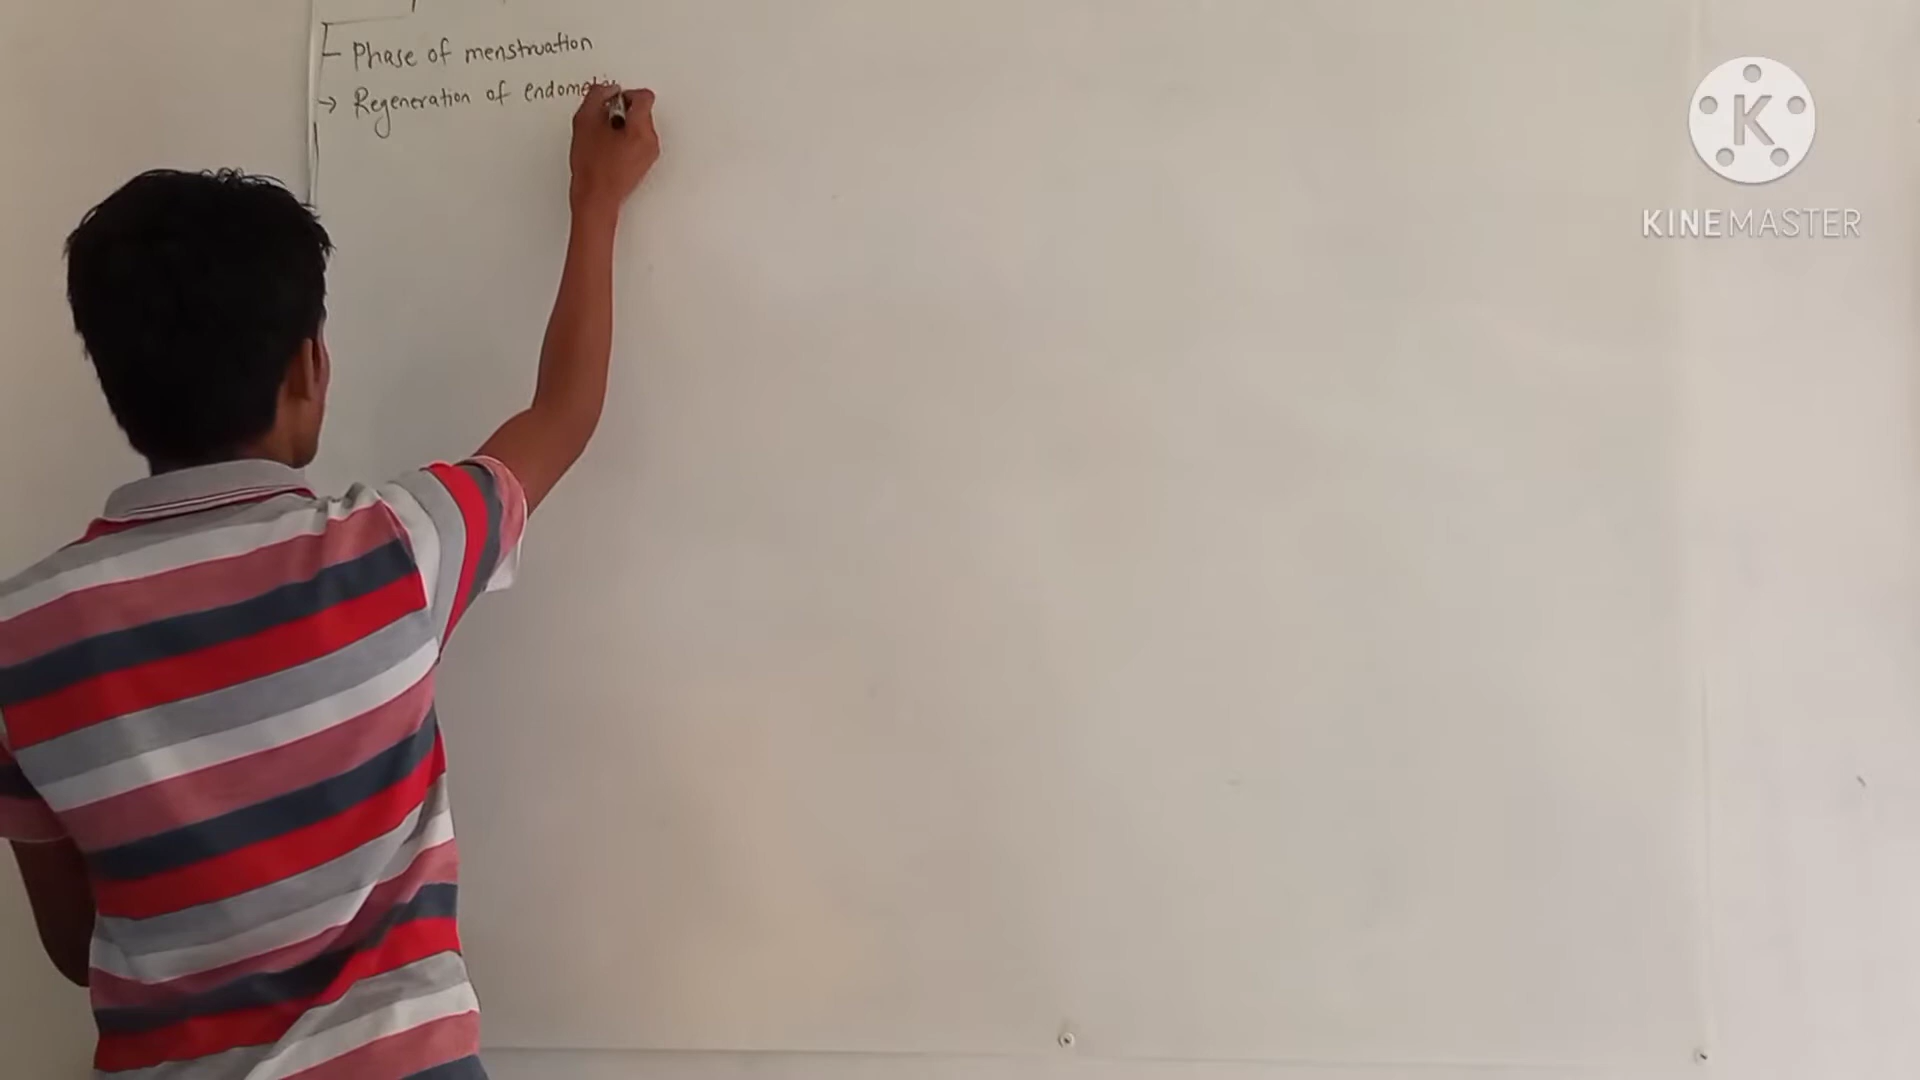 Phase of menstruation
→ Regeneration of
K
KINEMASTER